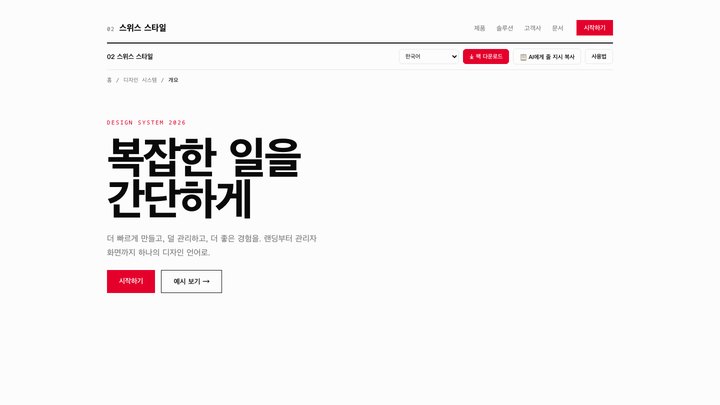 02 스위스 스타일
제품 솔루션 고객사 문서 시작하기
02 스위스 스타일
한국어 팩 다운로드 AI에게 줄 지시 복사 사용법
홈 / 디자인 시스템 / 개요
DESIGN SYSTEM 2026
복잡한 일을
간단하게
더 빠르게 만들고, 덜 관리하고, 더 좋은 경험을. 랜딩부터 관리자
화면까지 하나의 디자인 언어로.
시작하기 예시 보기 →